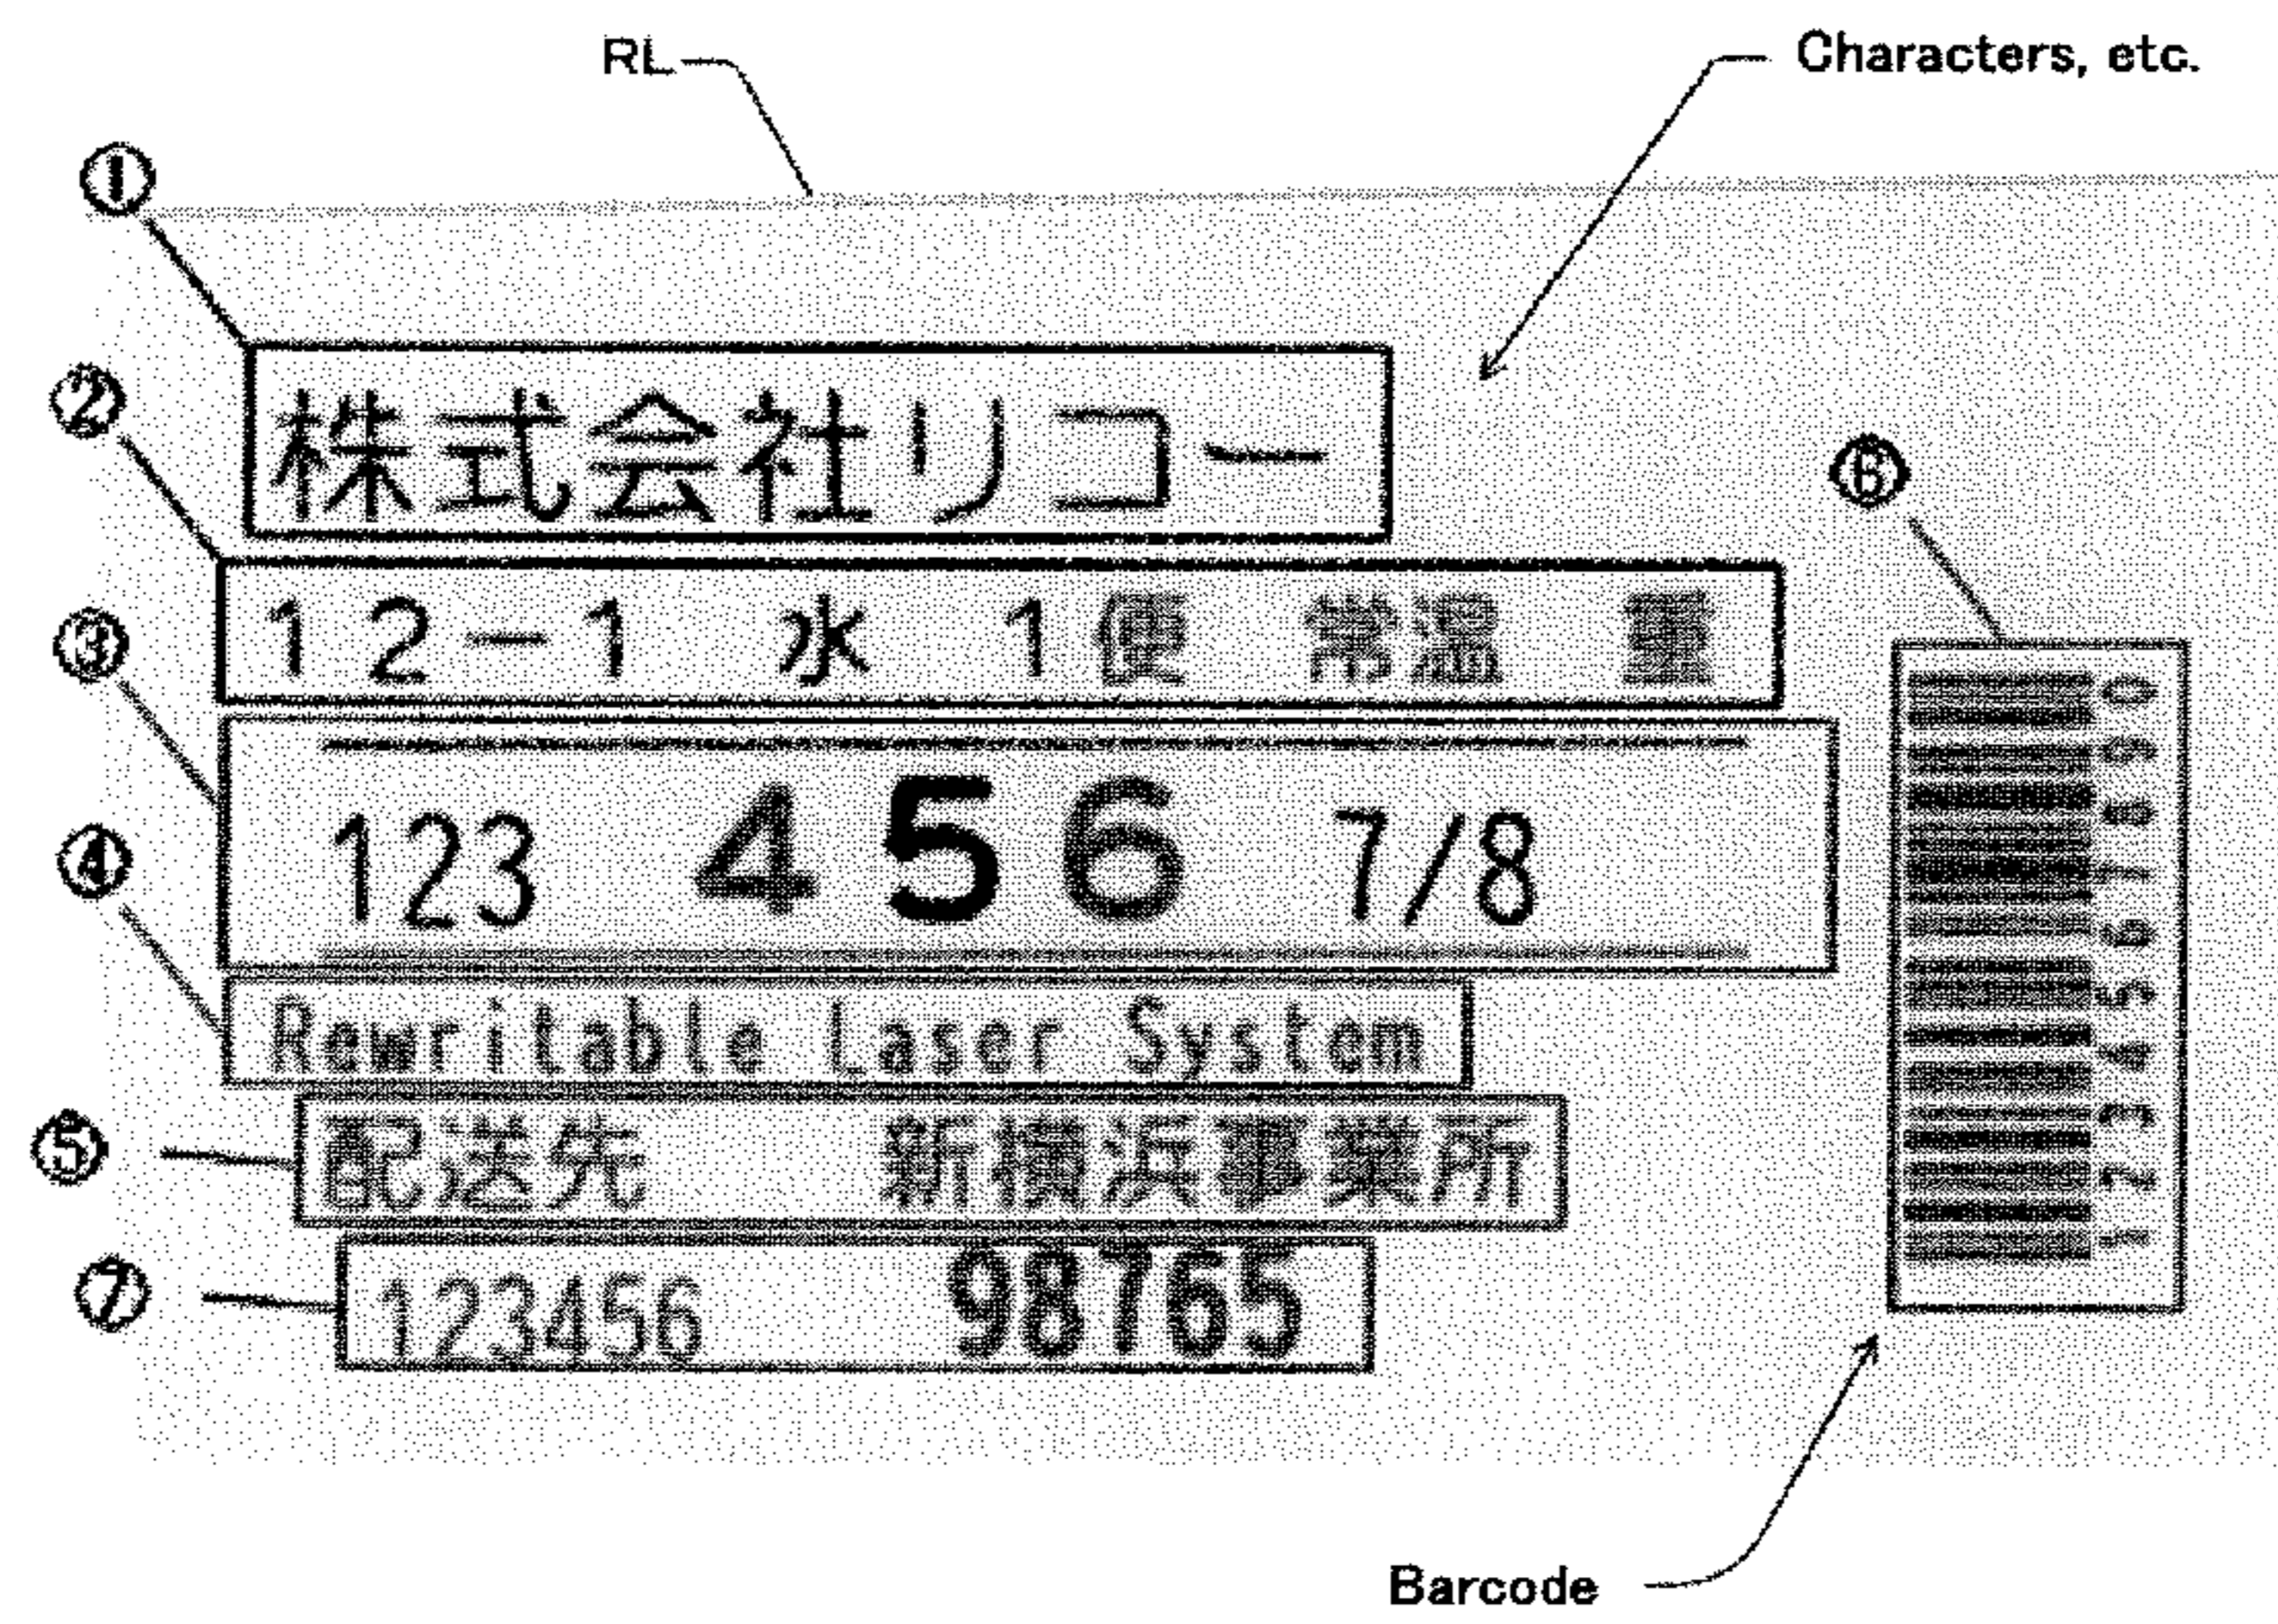 RL
Characters, etc.
①
株式会社リコー
②
12-1 水 1便 常温
③
123 456 7/8
④
Rewritable Laser System
⑤
配送先 新横浜事業所
⑥
1234567890
⑦
123456 98765
Barcode